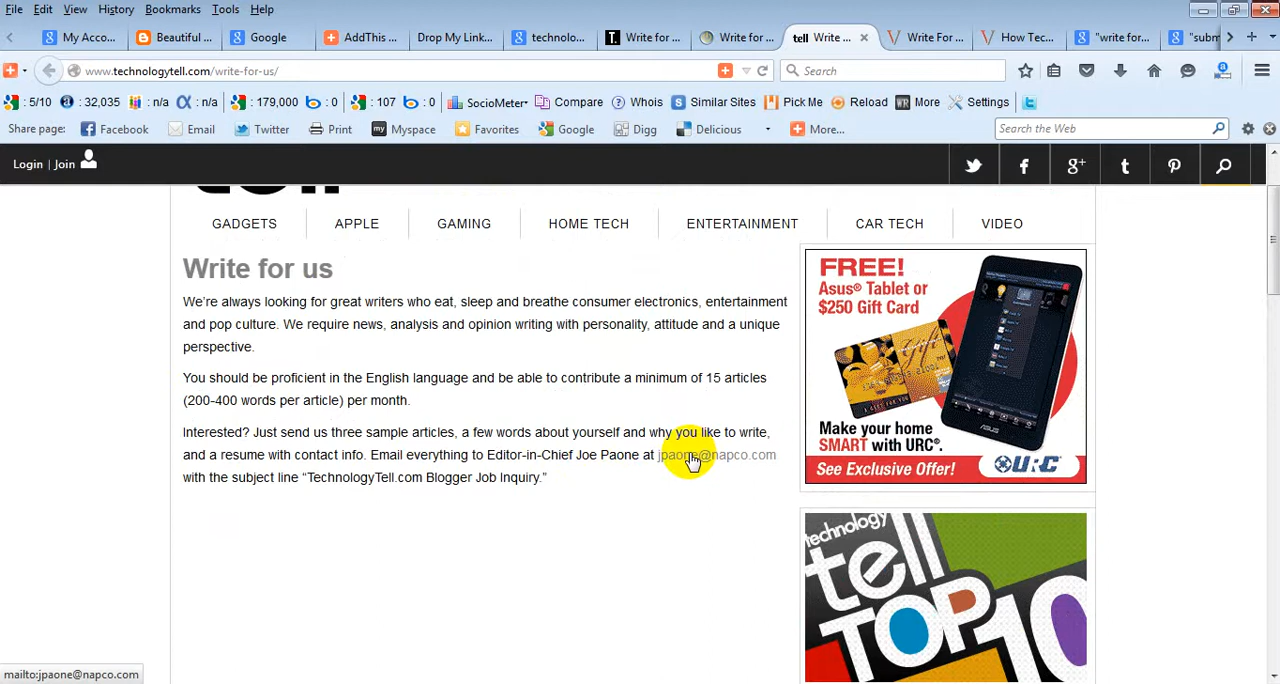 File Edit View History Bookmarks Tools Help
My Acco... Beautiful ... Google AddThis ... Drop My Link... technolo... Write for ... Write for ... tell Write ... Write For ... How Tec... "write for... "subm
www.technologytell.com/write-for-us/ Search
: 5/10 : 32,035 : n/a : n/a : 179,000 : 0 : 107 : 0 SocioMeter Compare Whois Similar Sites Pick Me Reload More Settings
Share page: Facebook Email Twitter Print Myspace Favorites Google Digg Delicious More... Search the Web
Login | Join
tell
GADGETS APPLE GAMING HOME TECH ENTERTAINMENT CAR TECH VIDEO
Write for us
We're always looking for great writers who eat, sleep and breathe consumer electronics, entertainment
and pop culture. We require news, analysis and opinion writing with personality, attitude and a unique
perspective.
You should be proficient in the English language and be able to contribute a minimum of 15 articles
(200-400 words per article) per month.
Interested? Just send us three sample articles, a few words about yourself and why you like to write,
and a resume with contact info. Email everything to Editor-in-Chief Joe Paone at jpaone@napco.com
with the subject line “TechnologyTell.com Blogger Job Inquiry.”
FREE!
Asus® Tablet or
$250 Gift Card
Make your home
SMART with URC®.
See Exclusive Offer! URC®
technology
tell
TOP 10
mailto:jpaone@napco.com